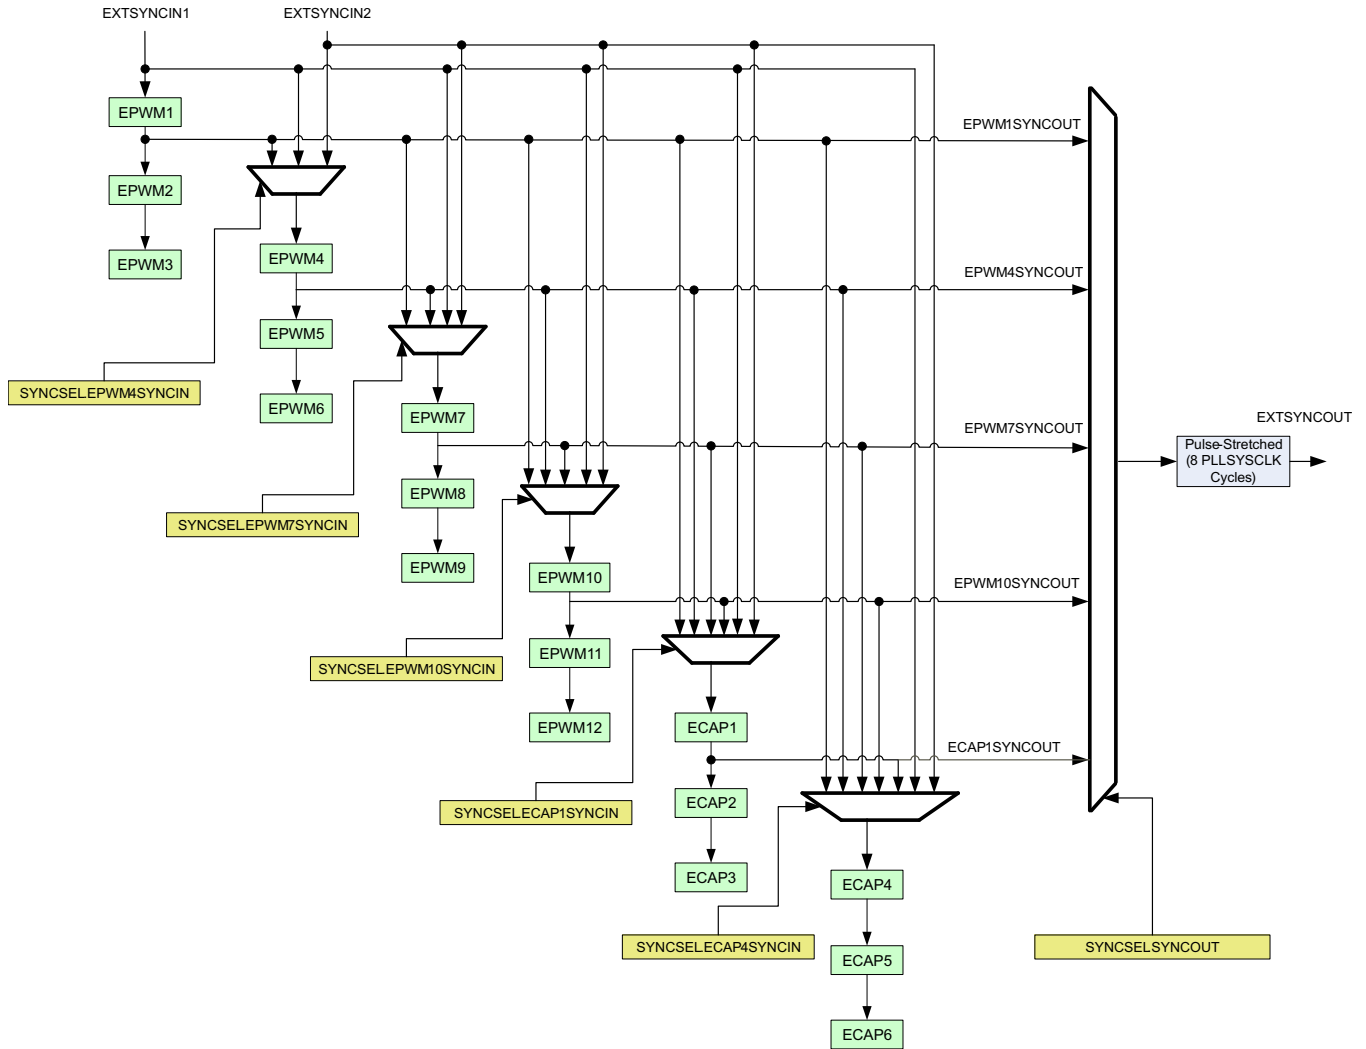 EXTSYNCIN1
EXTSYNCIN2
EPWM1
EPWM1SYNCOUT
EPWM2
EPWM4
EPWM3
EPWM4SYNCOUT
EPWM5
SYNCSELEPWM4SYNCIN
EPWM6
EPWM7
EXTSYNCOUT
EPWM7SYNCOUT
Pulse-Stretched
(8 PLLSYSCLK
Cycles)
EPWM8
SYNCSELEPWM7SYNCIN
EPWM9
EPWM10
EPWM10SYNCOUT
EPWM11
SYNCSELEPWM10SYNCIN
EPWM12
ECAP1
ECAP1SYNCOUT
ECAP2
SYNCSELECAP1SYNCIN
ECAP3
ECAP4
SYNCSELECAP4SYNCIN
SYNCSELSYNCOUT
ECAP5
ECAP6